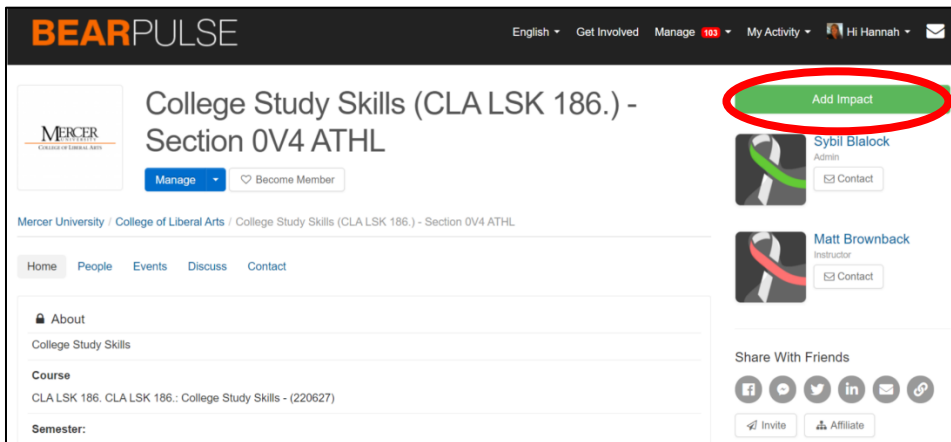 BEARPULSE
English Get Involved Manage 103 My Activity Hi Hannah
MERCER
UNIVERSITY
COLLEGE OF LIBERAL ARTS
College Study Skills (CLA LSK 186.) -
Section 0V4 ATHL
Manage Become Member
Mercer University / College of Liberal Arts / College Study Skills (CLA LSK 186.) - Section 0V4 ATHL
Home People Events Discuss Contact
About
College Study Skills
Course
CLA LSK 186. CLA LSK 186.: College Study Skills - (220627)
Semester:
Add Impact
Sybil Blalock
Admin
Contact
Matt Brownback
Instructor
Contact
Share With Friends
Invite Affiliate